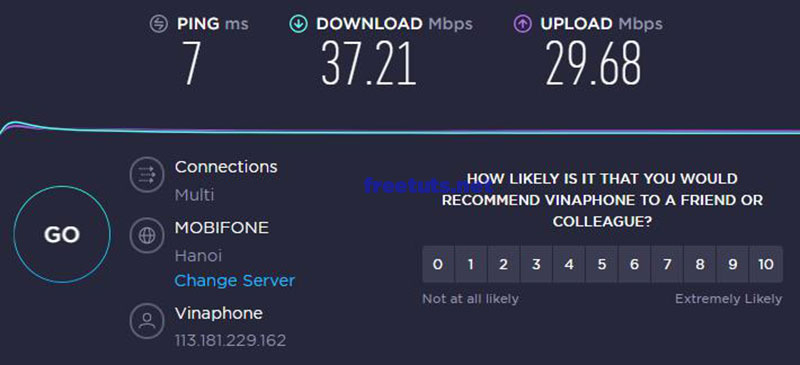 PING ms
7
DOWNLOAD Mbps
37.21
UPLOAD Mbps
29.68
GO
Connections
Multi
MOBIFONE
Hanoi
Change Server
Vinaphone
113.181.229.162
freetuts.net
HOW LIKELY IS IT THAT YOU WOULD
RECOMMEND VINAPHONE TO A FRIEND OR
COLLEAGUE?
0 1 2 3 4 5 6 7 8 9 10
Not at all likely Extremely Likely